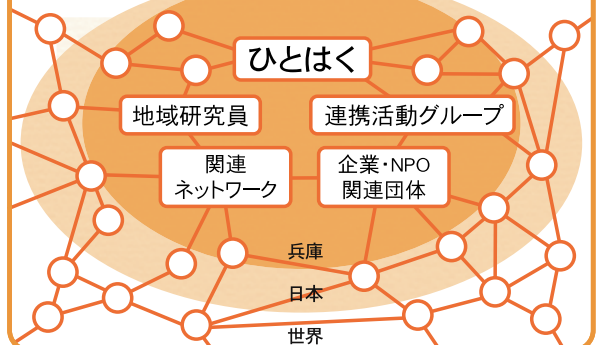 ひとはく
地域研究員
連携活動グループ
関連
ネットワーク
企業・NPO
関連団体
兵庫
日本
世界